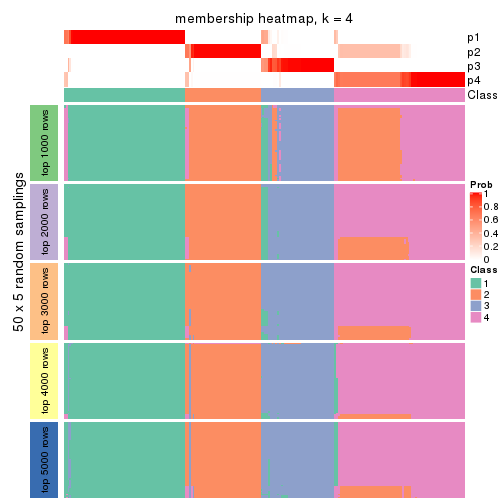 membership heatmap, k = 4
p1
p2
p3
p4
Class
50 x 5 random samplings
top 1000 rows
top 2000 rows
top 3000 rows
top 4000 rows
top 5000 rows
Prob
1
0.8
0.6
0.4
0.2
0
Class
1
2
3
4